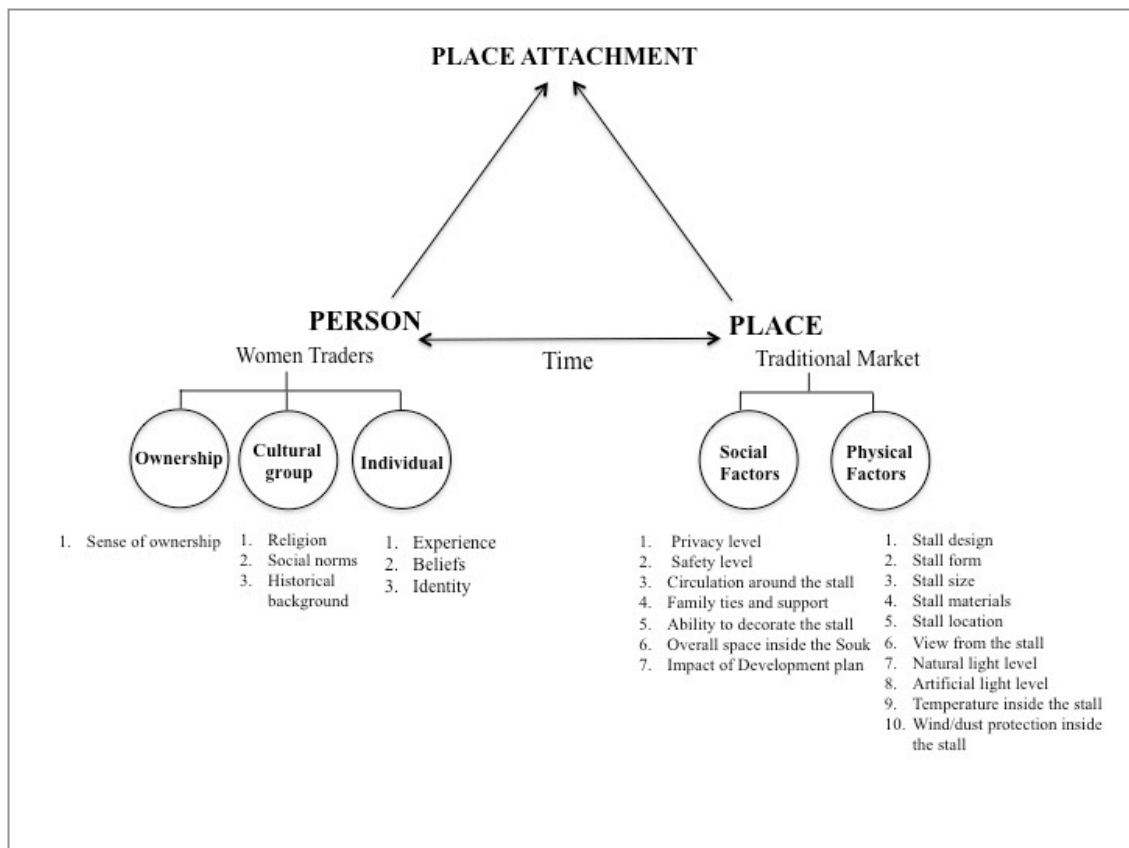 PLACE ATTACHMENT
PERSON
Women Traders
Time
PLACE
Traditional Market
Ownership
Cultural
group
Individual
Social
Factors
Physical
Factors
1. Sense of ownership
1. Religion
2. Social norms
3. Historical
background
1. Experience
2. Beliefs
3. Identity
1. Privacy level
2. Safety level
3. Circulation around the stall
4. Family ties and support
5. Ability to decorate the stall
6. Overall space inside the Souk
7. Impact of Development plan
1. Stall design
2. Stall form
3. Stall size
4. Stall materials
5. Stall location
6. View from the stall
7. Natural light level
8. Artificial light level
9. Temperature inside the stall
10. Wind/dust protection inside
the stall